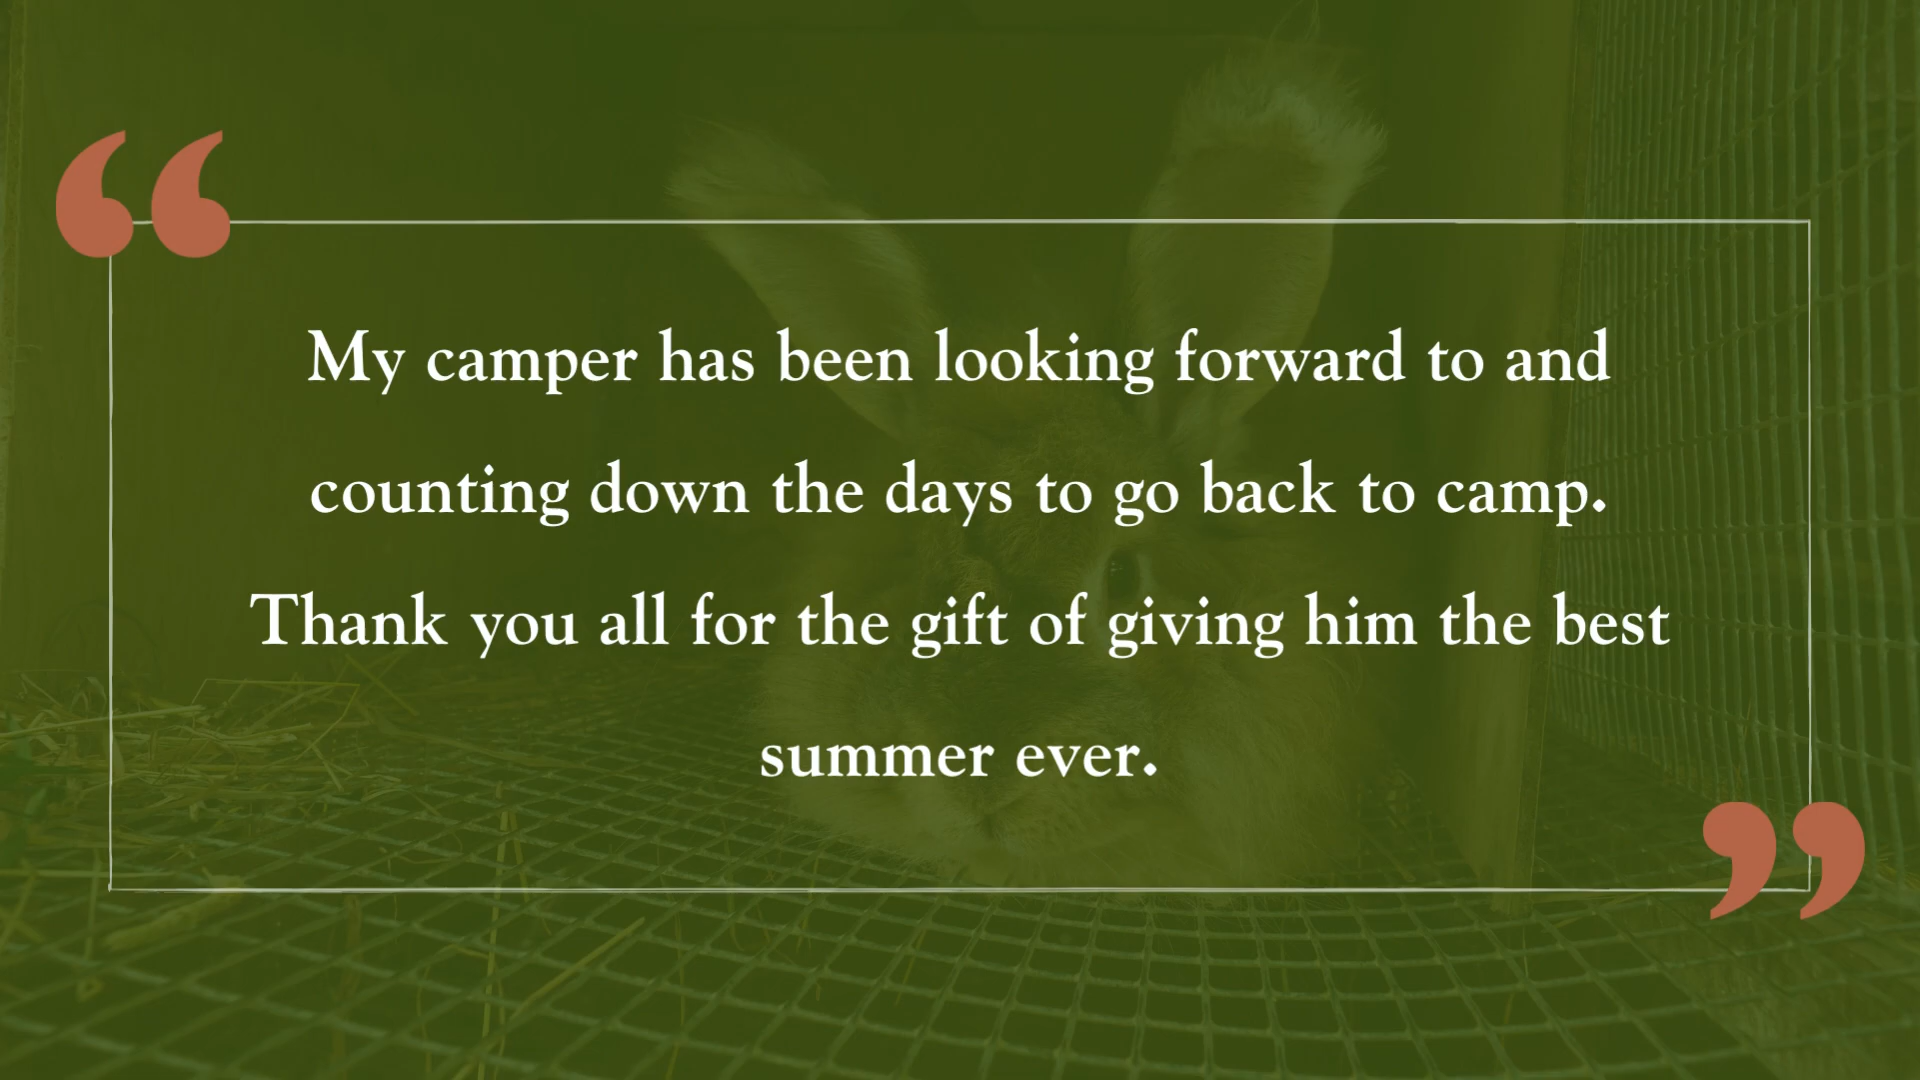 “
My camper has been looking forward to and
counting down the days to go back to camp.
Thank you all for the gift of giving him the best
summer ever.
”